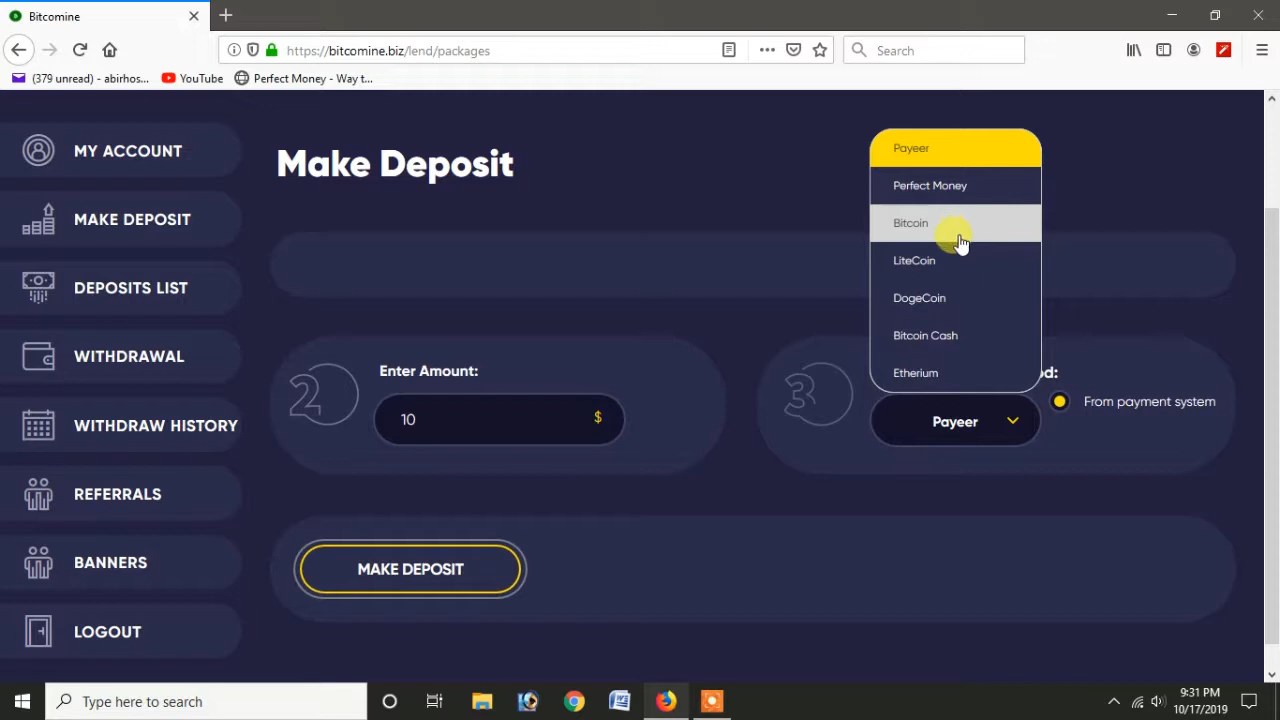 Bitcomine
https://bitcomine.biz/lend/packages
Search
(379 unread) - abirhos...
YouTube
Perfect Money - Way t...
MY ACCOUNT
MAKE DEPOSIT
DEPOSITS LIST
WITHDRAWAL
WITHDRAW HISTORY
REFERRALS
BANNERS
LOGOUT
Make Deposit
2
Enter Amount:
10 $
3
Payeer
Perfect Money
Bitcoin
LiteCoin
DogeCoin
Bitcoin Cash
Etherium
Payeer
From payment system
MAKE DEPOSIT
Type here to search
9:31 PM
10/17/2019